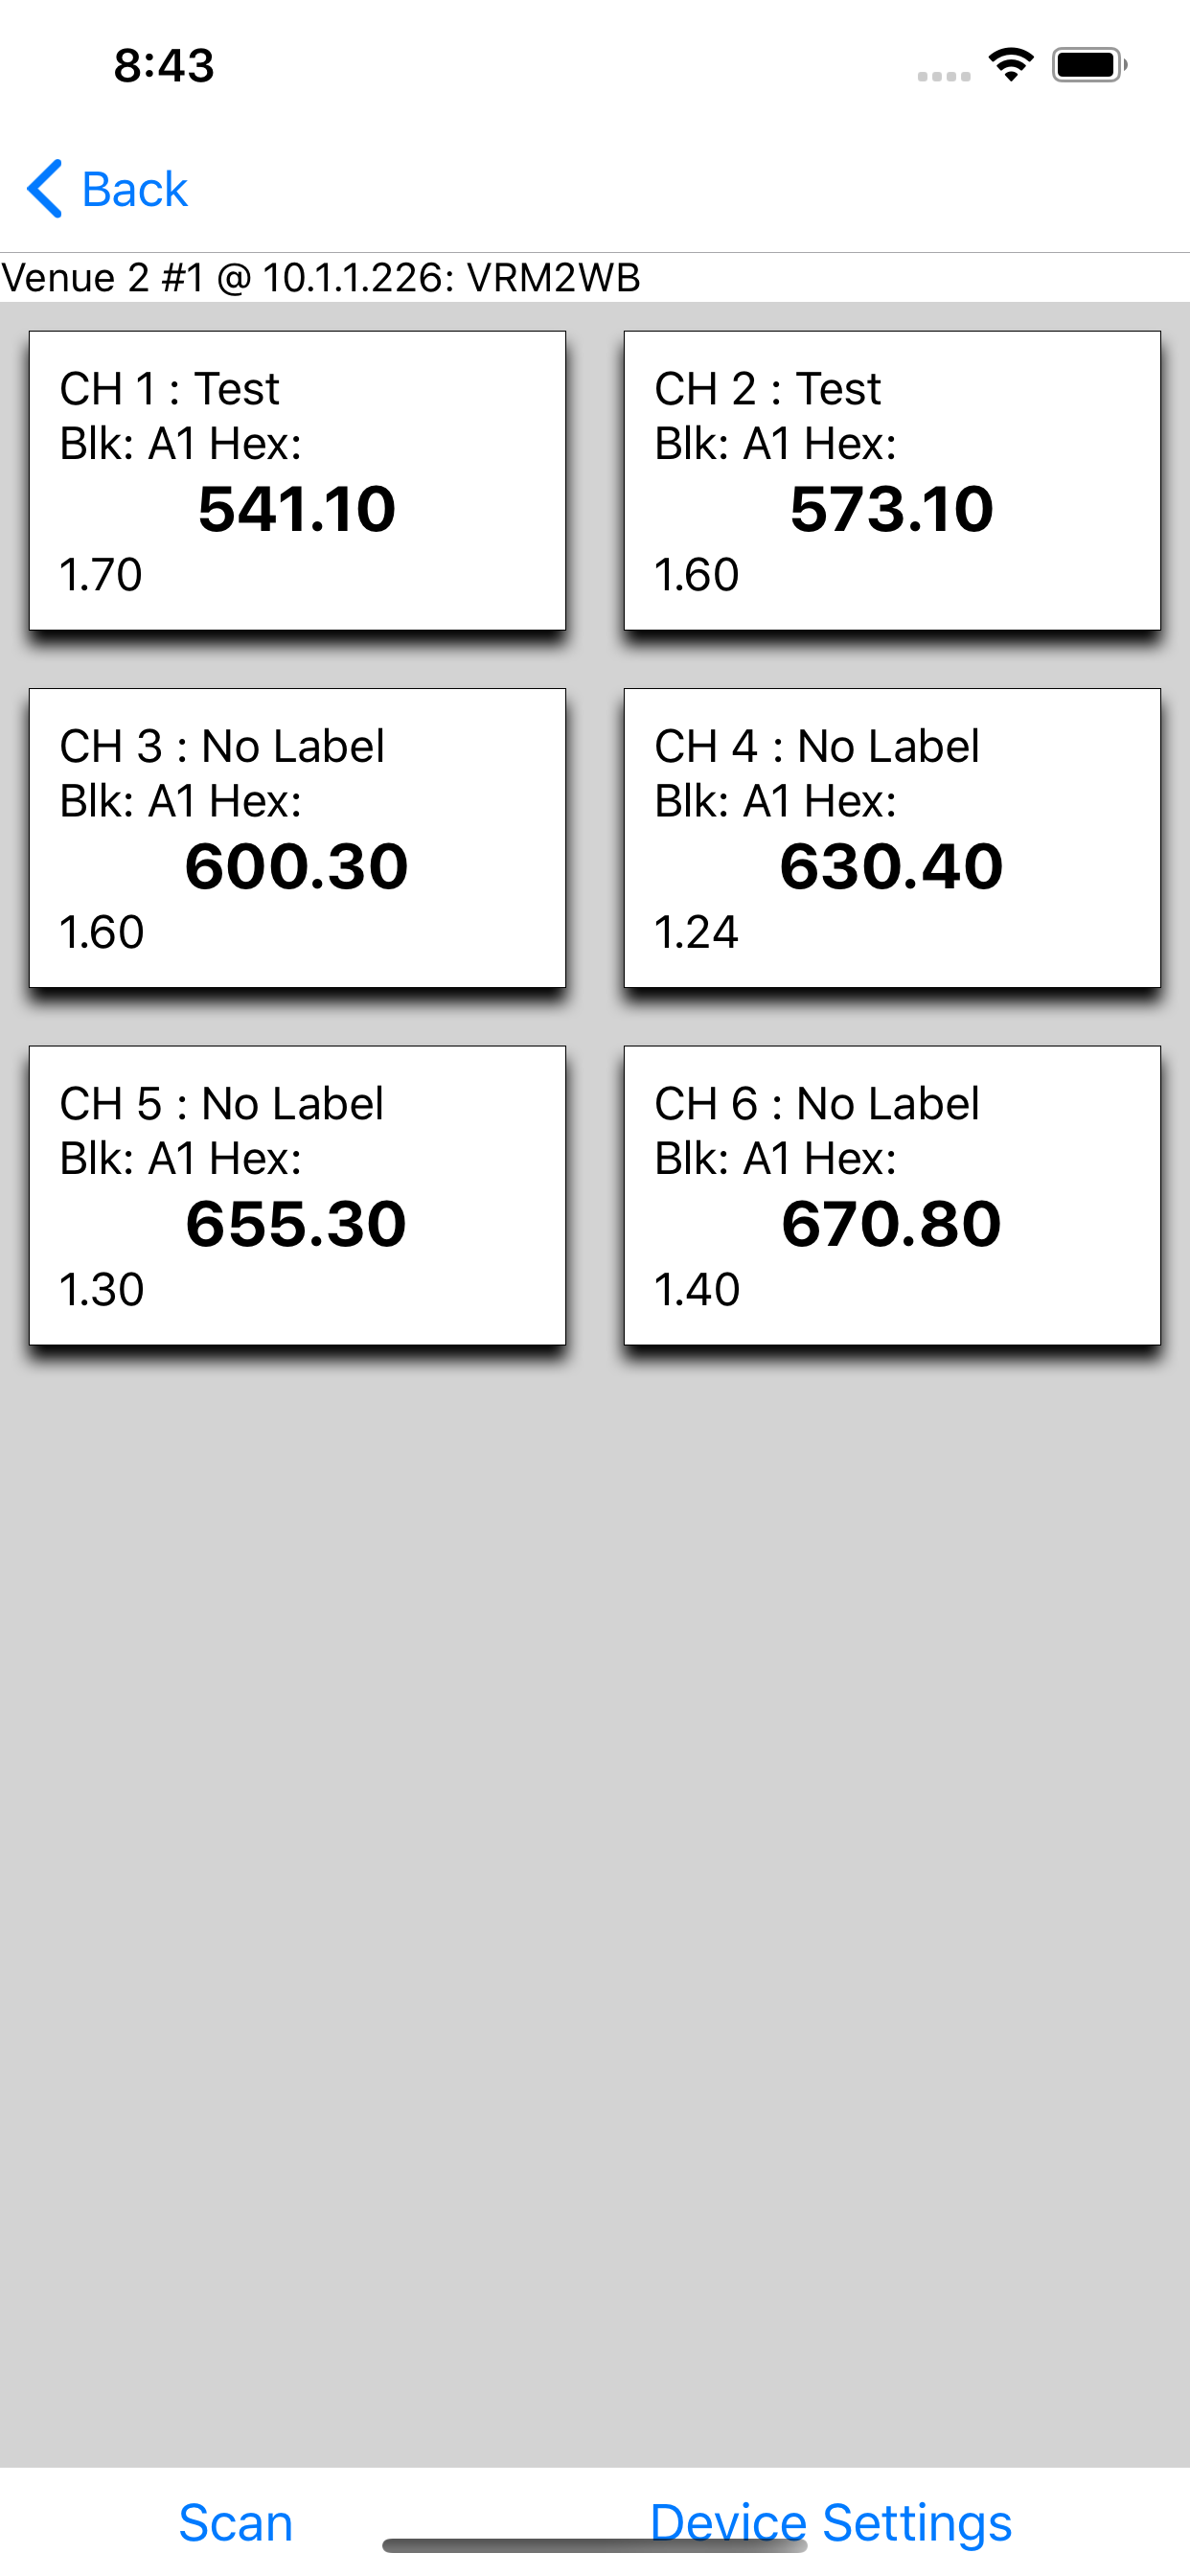 8:43
Back
Venue 2 #1 @ 10.1.1.226: VRM2WB
CH 1 : Test
Blk: A1 Hex:
541.10
1.70
CH 2 : Test
Blk: A1 Hex:
573.10
1.60
CH 3 : No Label
Blk: A1 Hex:
600.30
1.60
CH 4 : No Label
Blk: A1 Hex:
630.40
1.24
CH 5 : No Label
Blk: A1 Hex:
655.30
1.30
CH 6 : No Label
Blk: A1 Hex:
670.80
1.40
Scan
Device Settings